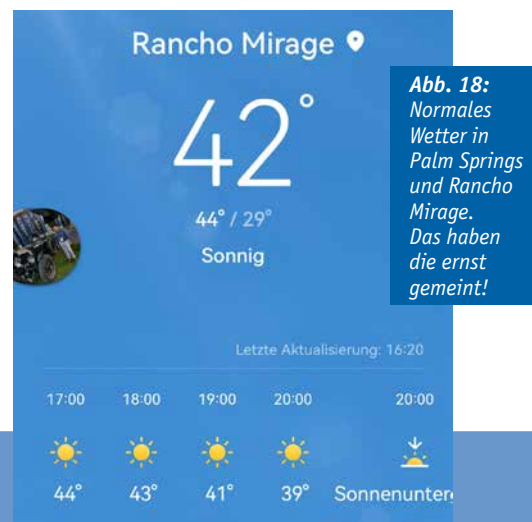 Rancho Mirage
42°
44° / 29°
Sonnig
Letzte Aktualisierung: 16:20
17:00 18:00 19:00 20:00 20:00
44° 43° 41° 39° Sonnenunter
Abb. 18:
Normales
Wetter in
Palm Springs
und Rancho
Mirage.
Das haben
die ernst
gemeint!